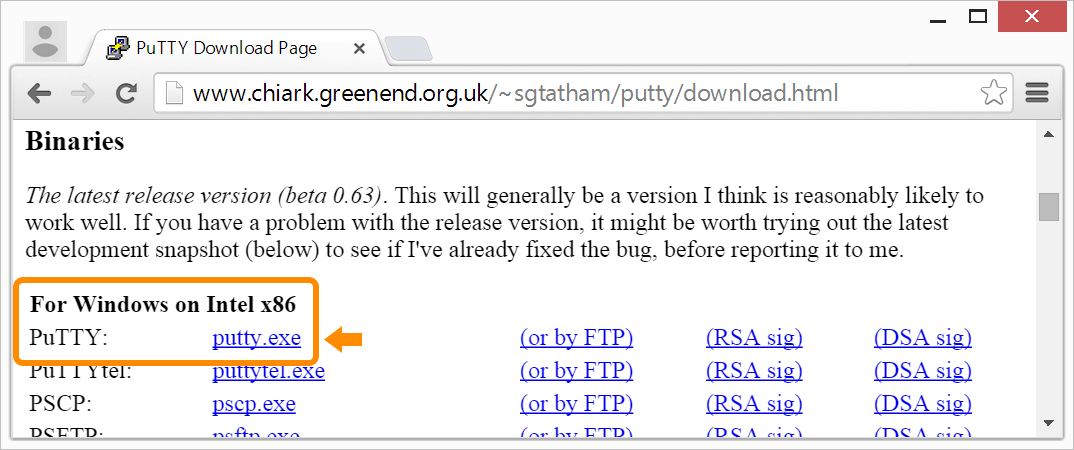 PuTTY Download Page
www.chiark.greenend.org.uk/~sgtatham/putty/download.html
Binaries
The latest release version (beta 0.63). This will generally be a version I think is reasonably likely to
work well. If you have a problem with the release version, it might be worth trying out the latest
development snapshot (below) to see if I've already fixed the bug, before reporting it to me.
For Windows on Intel x86
PuTTY: putty.exe (or by FTP) (RSA sig) (DSA sig)
PuTTYtel: puttytel.exe (or by FTP) (RSA sig) (DSA sig)
PSCP: pscp.exe (or by FTP) (RSA sig) (DSA sig)
PSFTP: psftp.exe (or by FTP) (RSA sig) (DSA sig)